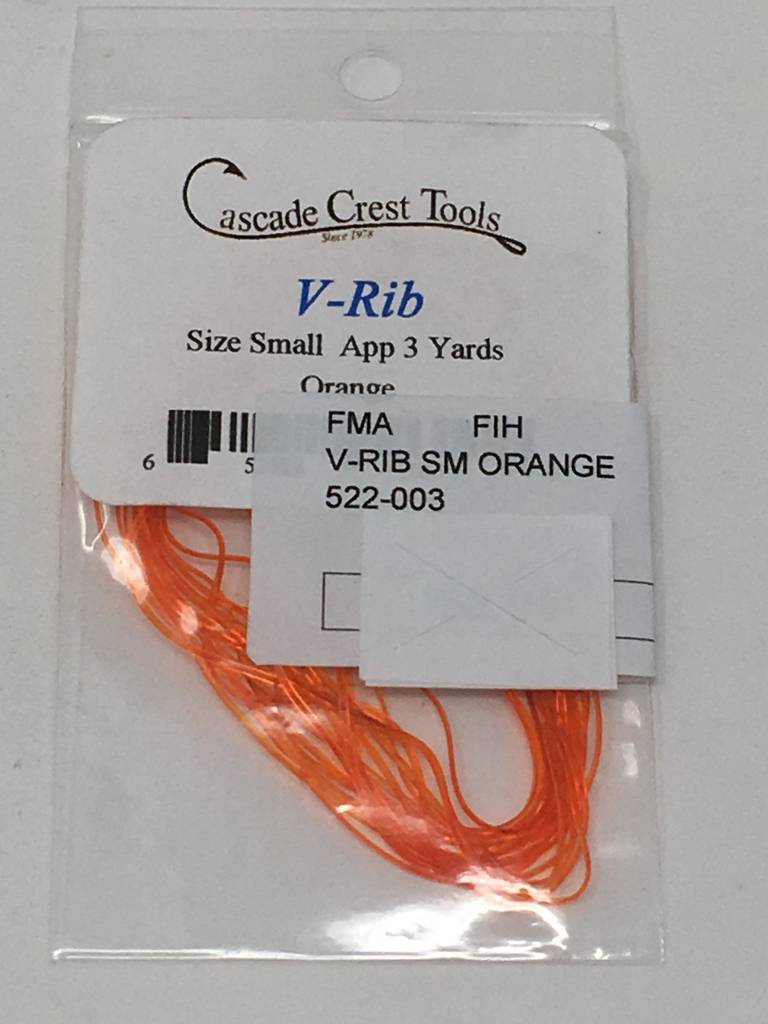 Cascade Crest Tools
Since 1978
V-Rib
Size Small App 3 Yards
Orange
6 5
FMA FIH
V-RIB SM ORANGE
522-003